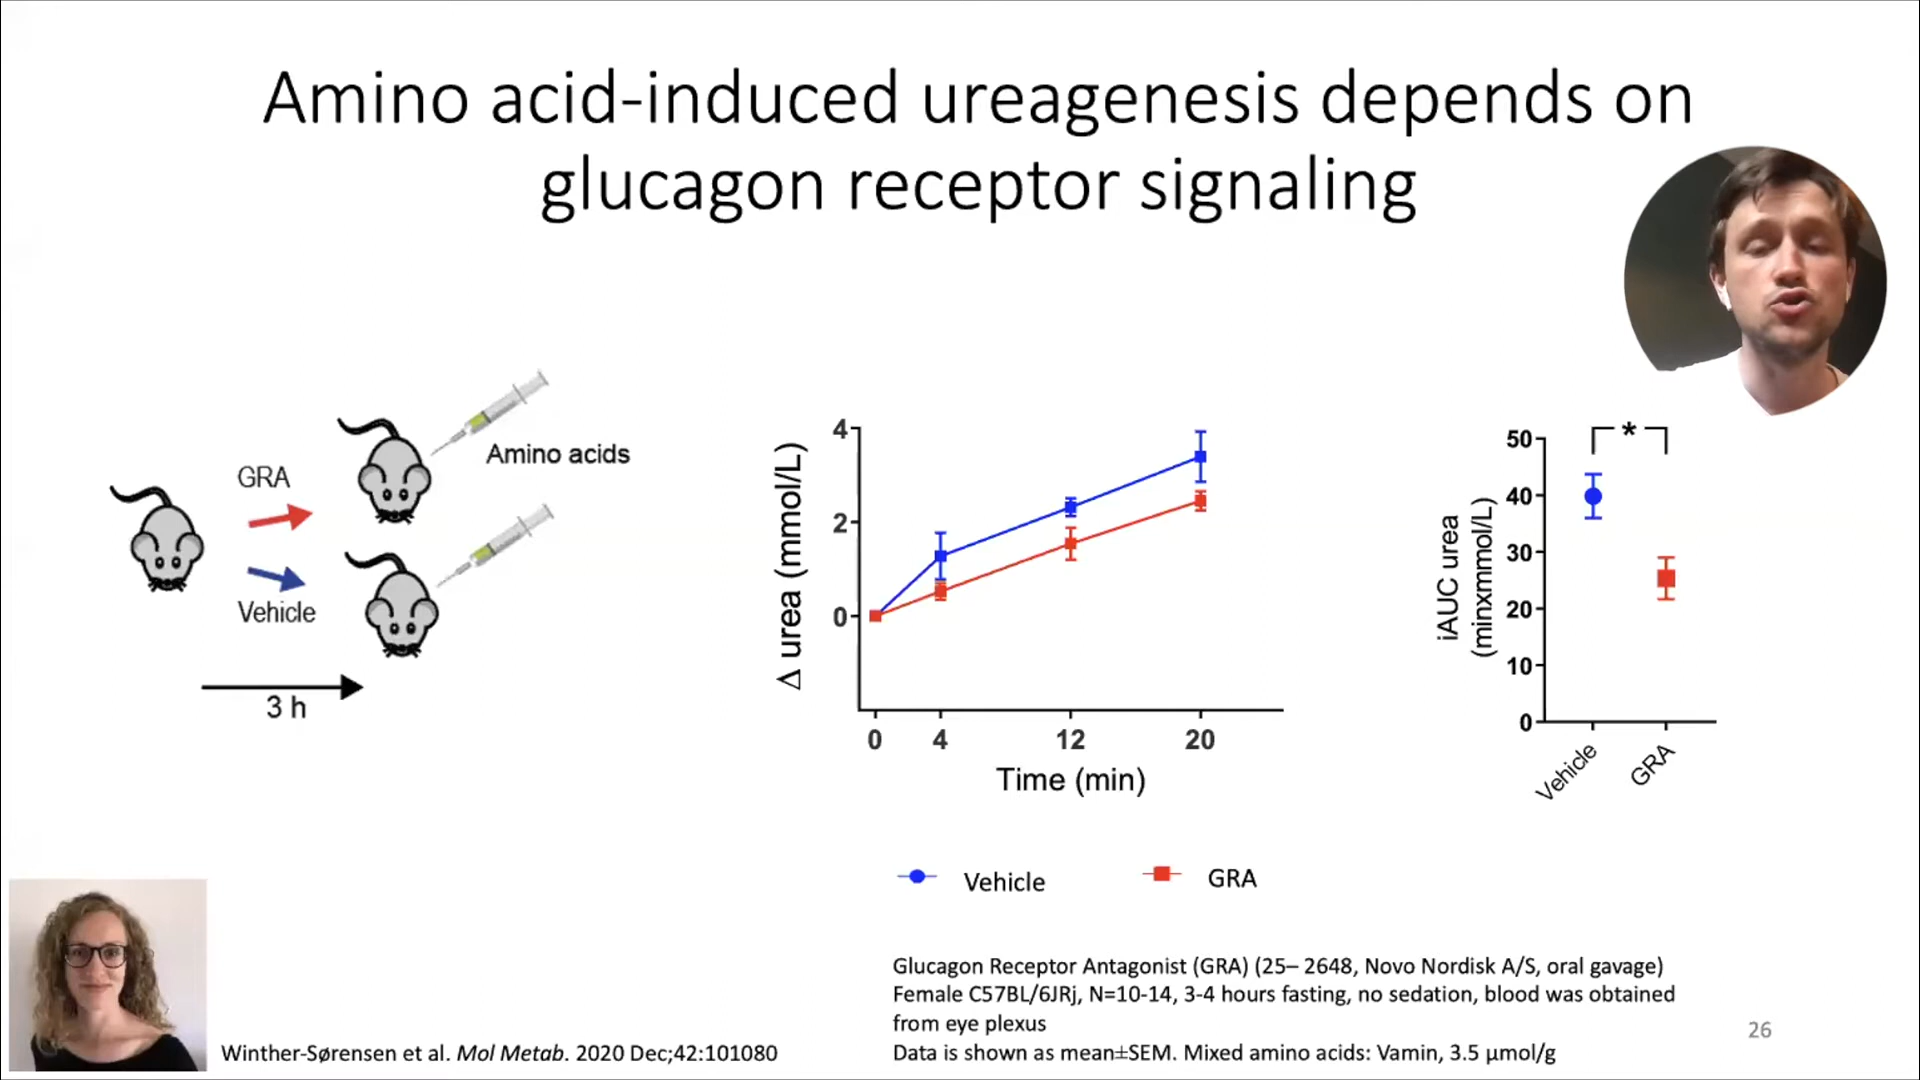 Amino acid-induced ureagenesis depends on
glucagon receptor signaling
GRA
Vehicle
Amino acids
3 h
Δ urea (mmol/L)
4
2
0
0 4 12 20
Time (min)
Vehicle GRA
iAUC urea
(minxmmol/L)
*
50
40
30
20
10
0
Vehicle GRA
Glucagon Receptor Antagonist (GRA) (25– 2648, Novo Nordisk A/S, oral gavage)
Female C57BL/6JRj, N=10-14, 3-4 hours fasting, no sedation, blood was obtained
from eye plexus
Data is shown as mean±SEM. Mixed amino acids: Vamin, 3.5 µmol/g
Winther-Sørensen et al. Mol Metab. 2020 Dec;42:101080
26